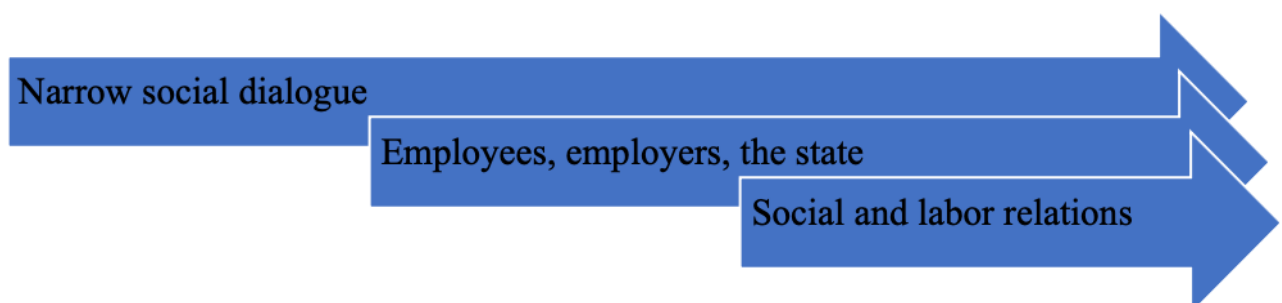 Narrow social dialogue
Employees, employers, the state
Social and labor relations